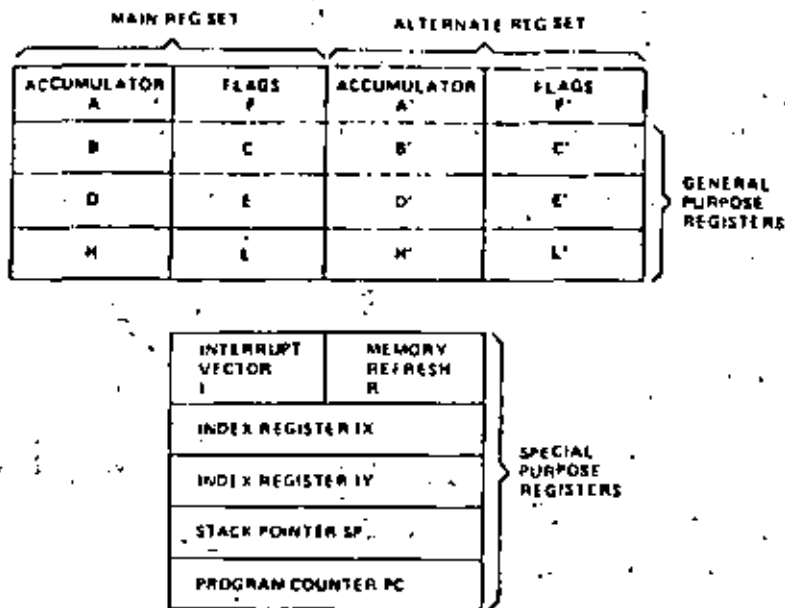 MAIN REG SET ALTERNATE REG SET
ACCUMULATOR A FLAGS F ACCUMULATOR A' FLAGS F'
B C B' C'
D E D' E'
H L H' L'
GENERAL
PURPOSE
REGISTERS
INTERRUPT VECTOR I MEMORY REFRESH R
INDEX REGISTER IX
INDEX REGISTER IY
STACK POINTER SP
PROGRAM COUNTER PC
SPECIAL
PURPOSE
REGISTERS